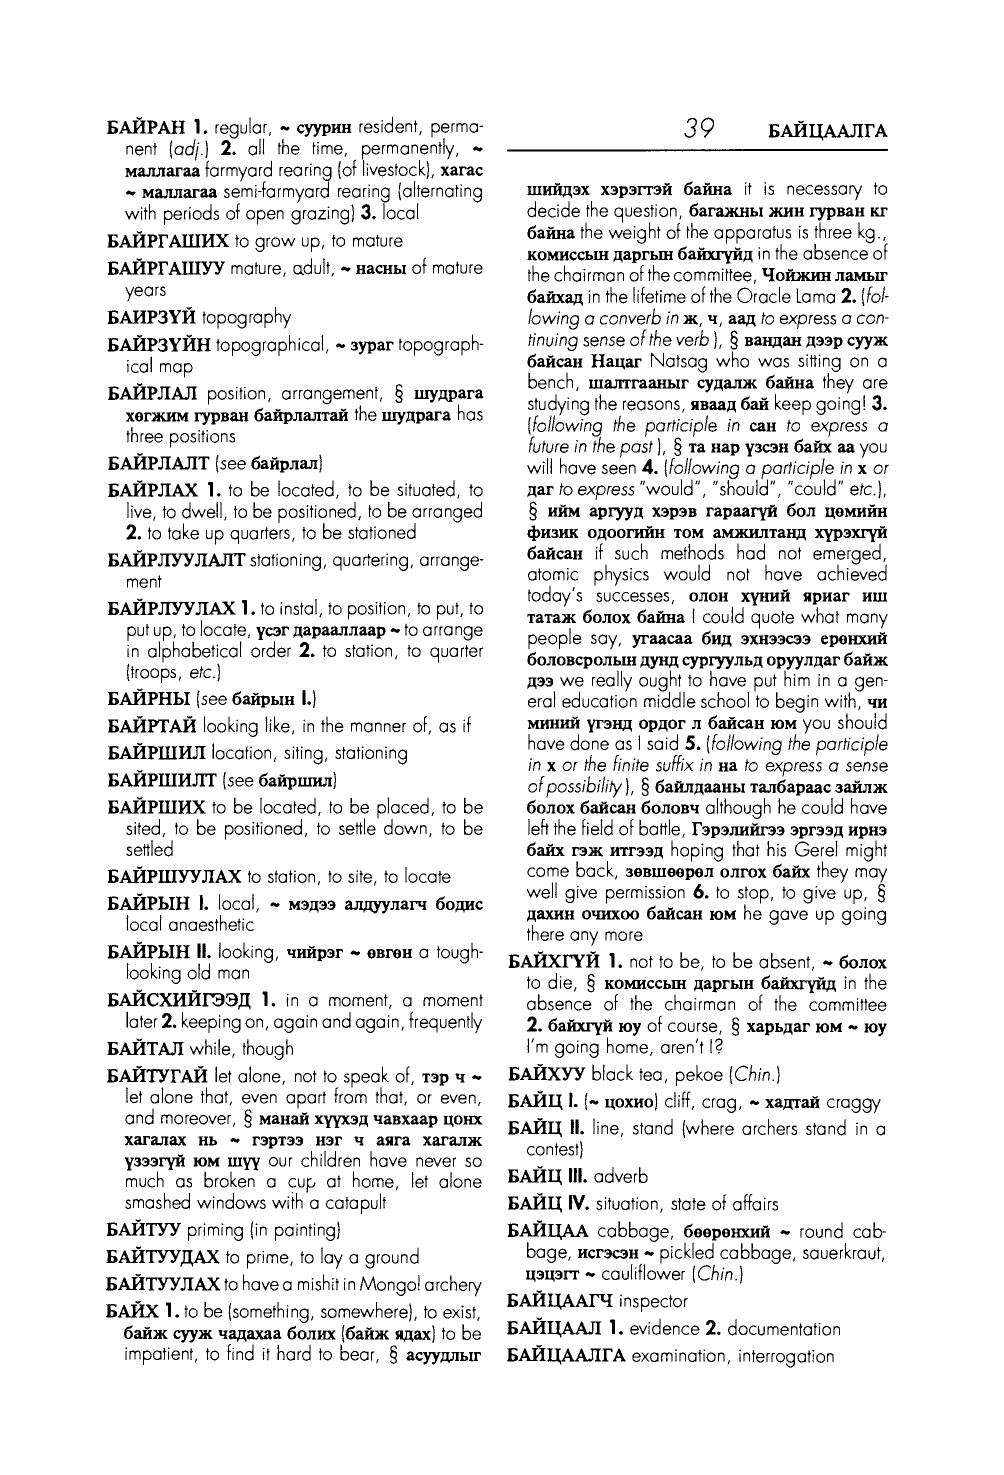 БАЙРАН 1. regular, ~ суурин resident, perma-
nent (adj.) 2. all the time, permanently, ~
маллагаа farmyard rearing (of livestock), хагас
~ маллагаа semi-farmyard rearing (alternating
with periods of open grazing) 3. local
БАЙРГАШИХ to grow up, to mature
БАЙРГАШУУ mature, adult, ~ насны of mature
years
БАИРЗҮЙ topography
БАЙРЗҮЙН topographical, ~ зураг topograph-
ical map
БАЙРЛАЛ position, arrangement, § шудрага
хөгжим гурван байрлалтай the шудрага has
three positions
БАЙРЛАЛТ (see байрлал)
БАЙРЛАХ 1. to be located, to be situated, to
live, to dwell, to be positioned, to be arranged
2. to take up quarters, to be stationed
БАЙРЛУУЛАЛТ stationing, quartering, arrange-
ment
БАЙРЛУУЛАХ 1. to instal, to position, to put, to
put up, to locate, үсэг дарааллаар ~ to arrange
in alphabetical order 2. to station, to quarter
(troops, etc.)
БАЙРНЫ (see байрын I.)
БАЙРТАЙ looking like, in the manner of, as if
БАЙРШИЛ location, siting, stationing
БАЙРШИЛТ (see байршил)
БАЙРШИХ to be located, to be placed, to be
sited, to be positioned, to settle down, to be
settled
БАЙРШУУЛАХ to station, to site, to locate
БАЙРЫН I. local, ~ мэдээ алдуулагч бодис
local anaesthetic
БАЙРЫН II. looking, чийрэг ~ өвгөн a tough-
looking old man
БАЙСХИЙГЭЭД 1. in a moment, a moment
later 2. keeping on, again and again, frequently
БАЙТАЛ while, though
БАЙТУГАЙ let alone, not to speak of, тэр ч ~
let alone that, even apart from that, or even,
and moreover, § манай хүүхэд чавхаар цонх
хагалах нь ~ гэртээ нэг ч аяга хагалж
үзээгүй юм шүү our children have never so
much as broken a cup at home, let alone
smashed windows with a catapult
БАЙТУУ priming (in painting)
БАЙТУУДАХ to prime, to lay a ground
БАЙТУУЛАХ to have a mishit in Mongol archery
БАЙХ 1. to be (something, somewhere), to exist,
байж сууж чадахаа болих (байж ядах) to be
impatient, to find it hard to bear, § асуудлыг
39 БАЙЦААЛГА
шийдэх хэрэгтэй байна it is necessary to
decide the question, багажны жин гурван кг
байна the weight of the apparatus is three kg.,
комиссын даргын байхгүйд in the absence of
the chairman of the committee, Чойжин ламыг
байхад in the lifetime of the Oracle Lama 2. (fol-
lowing a converb in ж, ч, аад to express a con-
tinuing sense of the verb), § вандан дээр сууж
байсан Нацаг Natsag who was sitting on a
bench, шалтгааныг судалж байна they are
studying the reasons, яваад бай keep going! 3.
(following the participle in сан to express a
future in the past), § та нар үзсэн байх аа you
will have seen 4. (following a participle in х or
даг to express "would", "should", "could" etc.),
§ ийм аргууд хэрэв гараагүй бол цөмийн
физик одоогийн том амжилтанд хүрэхгүй
байсан if such methods had not emerged,
atomic physics would not have achieved
today's successes, олон хүний яриаг иш
татаж болох байна I could quote what many
people say, угаасаа бид эхнээсээ ерөнхий
боловсролын дунд сургуульд оруулдаг байж
дээ we really ought to have put him in a gen-
eral education middle school to begin with, чи
миний үгэнд ордог л байсан юм you should
have done as I said 5. (following the participle
in х or the finite suffix in на to express a sense
of possibility), § байлдааны талбараас зайлж
болох байсан боловч although he could have
left the field of battle, Гэрэлийгээ эргээд ирнэ
байх гэж итгээд hoping that his Gerel might
come back, зөвшөөрөл олгох байх they may
well give permission 6. to stop, to give up, §
дахин очихоо байсан юм he gave up going
there any more
БАЙХГҮЙ 1. not to be, to be absent, ~ болох
to die, § комиссын даргын байхгүйд in the
absence of the chairman of the committee
2. байхгүй юу of course, § харьдаг юм ~ юу
I'm going home, aren't I?
БАЙХУУ black tea, pekoe (Chin.)
БАЙЦ I. (~ цохио) cliff, crag, ~ хадтай craggy
БАЙЦ II. line, stand (where archers stand in a
contest)
БАЙЦ III. adverb
БАЙЦ IV. situation, state of affairs
БАЙЦАА cabbage, бөөрөнхий ~ round cab-
bage, исгэсэн ~ pickled cabbage, sauerkraut,
цэцэгт ~ cauliflower (Chin.)
БАЙЦААГЧ inspector
БАЙЦААЛ 1. evidence 2. documentation
БАЙЦААЛГА examination, interrogation